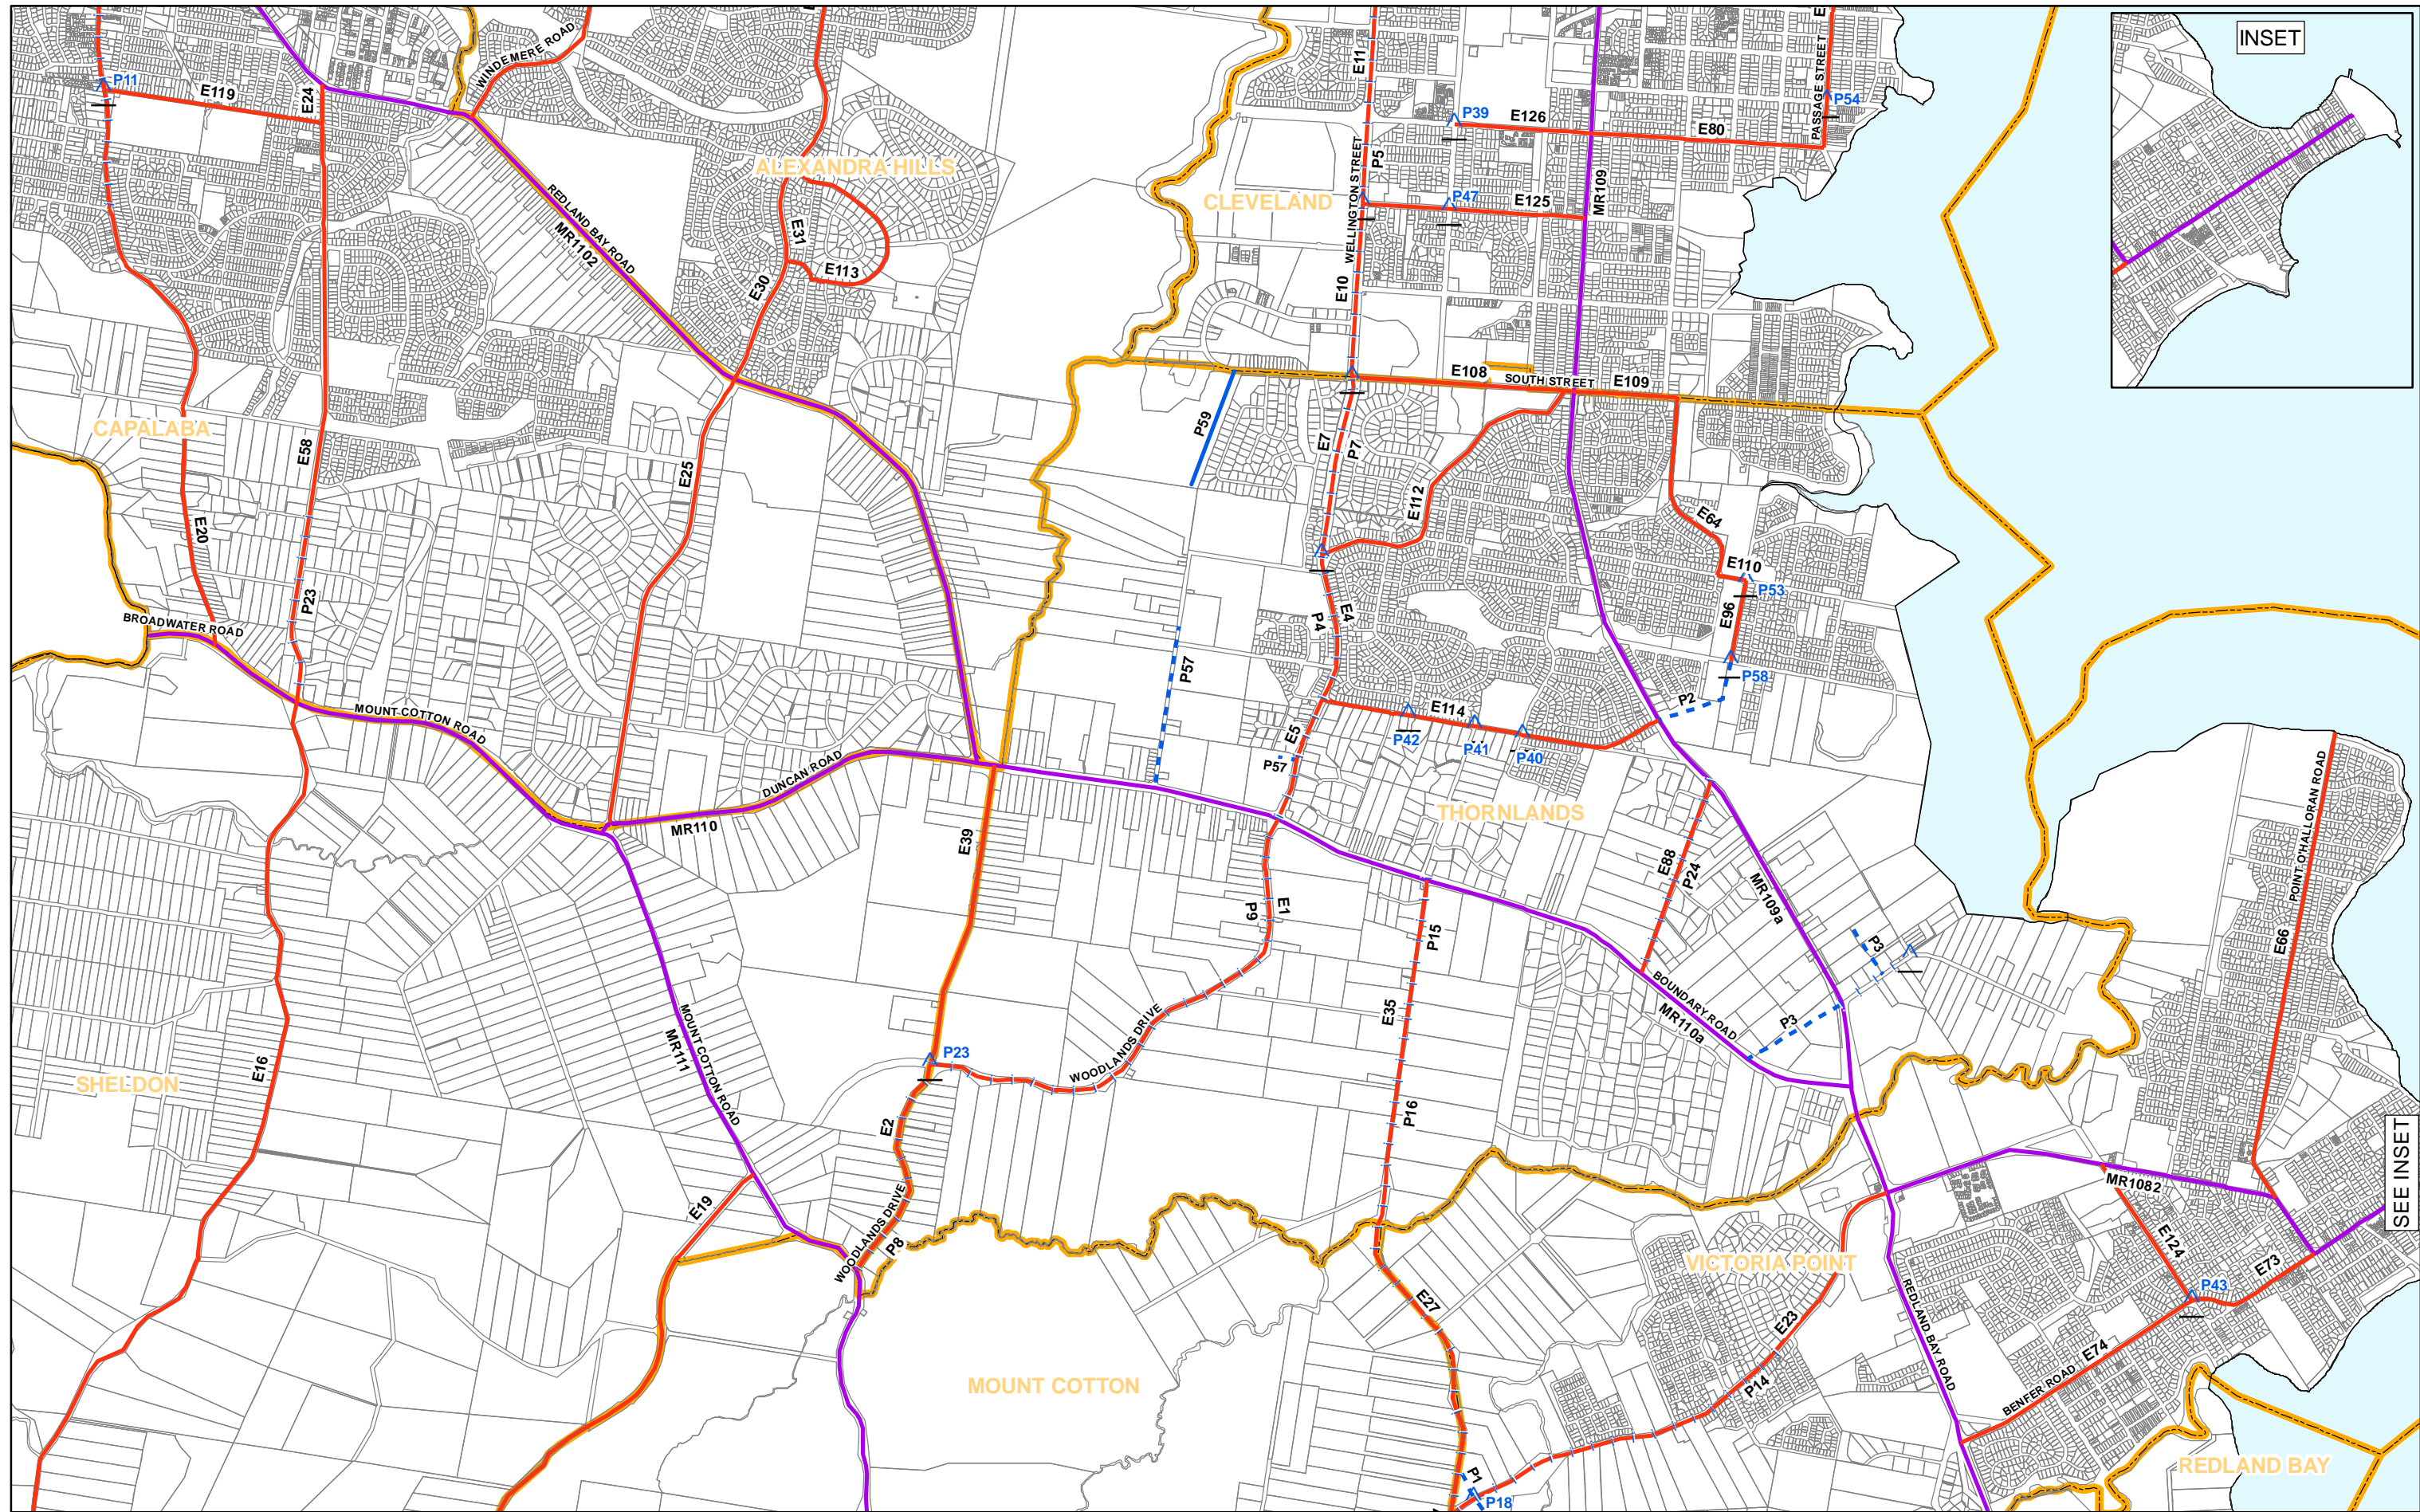 INSET
WINDEMERE ROAD
P11
E119
E24
E11
PASSAGE STREET
E
P54
P39
E126
E80
ALEXANDRA HILLS
WELLINGTON STREET
P5
CLEVELAND
P47
E125
MR109
REDLAND BAY ROAD
MR1102
E31
E113
E30
E10
E108
SOUTH STREET
E109
P59
CAPALABA
E58
E7
P7
E25
E112
E64
E20
E110
P53
P23
E4
P4
E96
BROADWATER ROAD
P57
P58
P2
MOUNT COTTON ROAD
E114
E5
P42
P41
P40
P57
DUNCAN ROAD
POINT O'HALLORAN ROAD
THORNLANDS
MR110
E39
E88
P24
MR109a
E1
P9
P15
P3
E66
BOUNDARY ROAD
MR110a
E35
P3
WOODLANDS DRIVE
MOUNT COTTON ROAD
MR111
P23
E16
SHELDON
E2
P16
SEE INSET
MR1082
E19
WOODLANDS DRIVE
P8
E124
VICTORIA POINT
E73
P43
E27
REDLAND BAY ROAD
E23
E74
BENFER ROAD
P14
MOUNT COTTON
REDLAND BAY
P1
P18